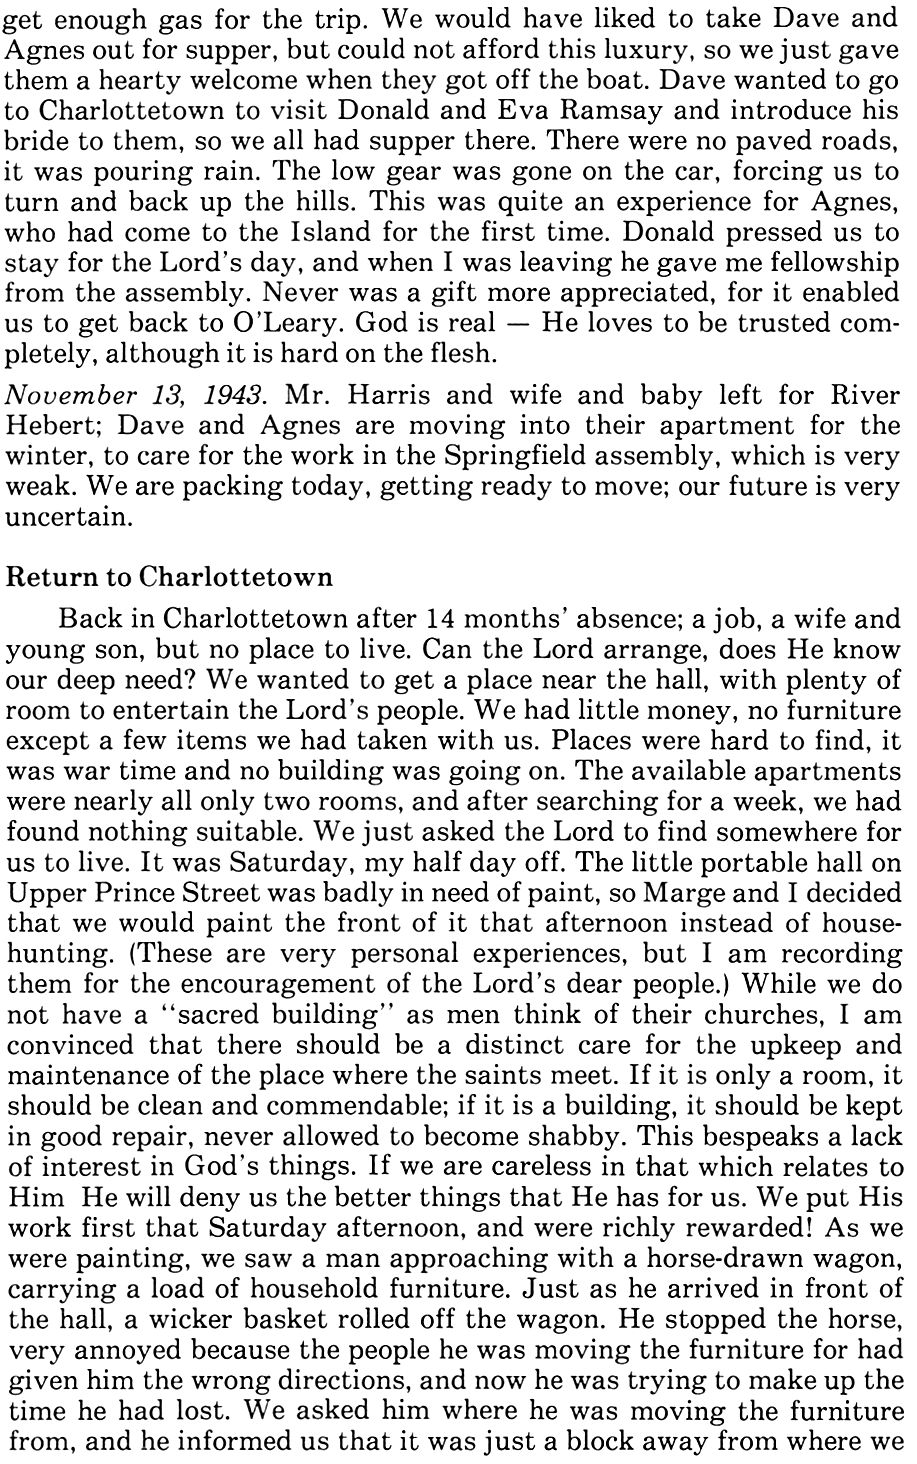 get enough gas for the trip. We would have liked to take Dave and
Agnes out for supper, but could not afford this luxury, so we just gave
them a hearty welcome when they got off the boat. Dave wanted to go
to Charlottetown to visit Donald and Eva Ramsay and introduce his
bride to them, so we all had supper there. There were no paved roads,
it was pouring rain. The low gear was gone on the car, forcing us to
turn and back up the hills. This was quite an experience for Agnes,
who had come to the Island for the first time. Donald pressed us to
stay for the Lord's day, and when I was leaving he gave me fellowship
from the assembly. Never was a gift more appreciated, for it enabled
us to get back to O'Leary. God is real — He loves to be trusted com-
pletely, although it is hard on the flesh.
November 13, 1943. Mr. Harris and wife and baby left for River
Hebert; Dave and Agnes are moving into their apartment for the
winter, to care for the work in the Springfield assembly, which is very
weak. We are packing today, getting ready to move; our future is very
uncertain.
Return to Charlottetown
Back in Charlottetown after 14 months' absence; a job, a wife and
young son, but no place to live. Can the Lord arrange, does He know
our deep need? We wanted to get a place near the hall, with plenty of
room to entertain the Lord's people. We had little money, no furniture
except a few items we had taken with us. Places were hard to find, it
was war time and no building was going on. The available apartments
were nearly all only two rooms, and after searching for a week, we had
found nothing suitable. We just asked the Lord to find somewhere for
us to live. It was Saturday, my half day off. The little portable hall on
Upper Prince Street was badly in need of paint, so Marge and I decided
that we would paint the front of it that afternoon instead of house-
hunting. (These are very personal experiences, but I am recording
them for the encouragement of the Lord's dear people.) While we do
not have a "sacred building" as men think of their churches, I am
convinced that there should be a distinct care for the upkeep and
maintenance of the place where the saints meet. If it is only a room, it
should be clean and commendable; if it is a building, it should be kept
in good repair, never allowed to become shabby. This bespeaks a lack
of interest in God's things. If we are careless in that which relates to
Him He will deny us the better things that He has for us. We put His
work first that Saturday afternoon, and were richly rewarded! As we
were painting, we saw a man approaching with a horse-drawn wagon,
carrying a load of household furniture. Just as he arrived in front of
the hall, a wicker basket rolled off the wagon. He stopped the horse,
very annoyed because the people he was moving the furniture for had
given him the wrong directions, and now he was trying to make up the
time he had lost. We asked him where he was moving the furniture
from, and he informed us that it was just a block away from where we